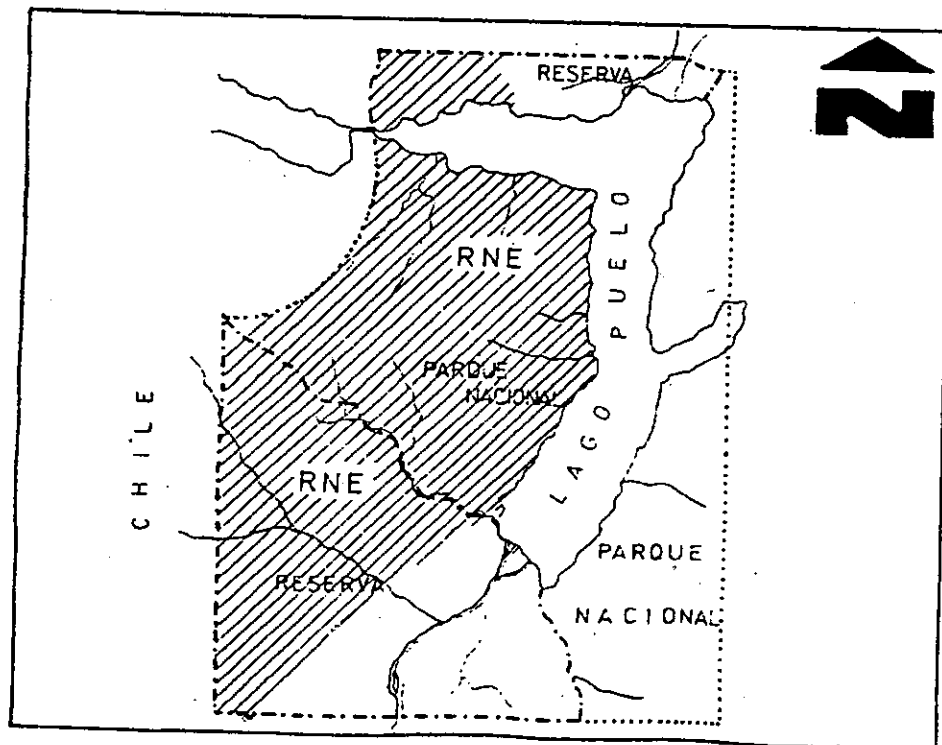 RESERVA
N
RNE
LAGO PUELO
PARQUE
NACIONAL
CHILE
RNE
RESERVA
PARQUE
NACIONAL